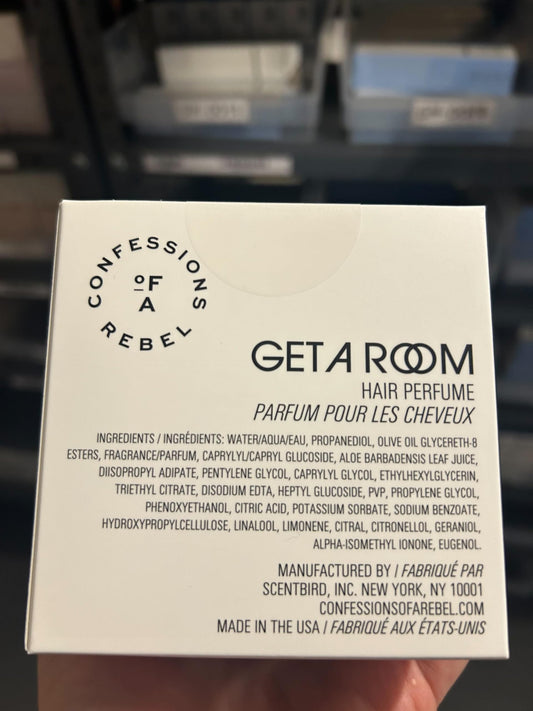 CONFESSIONS
OF
A
REBEL
GET A ROOM
HAIR PERFUME
PARFUM POUR LES CHEVEUX
INGREDIENTS / INGRÉDIENTS: WATER/AQUA/EAU, PROPANEDIOL, OLIVE OIL GLYCERETH-8
ESTERS, FRAGRANCE/PARFUM, CAPRYLYL/CAPRYL GLUCOSIDE, ALOE BARBADENSIS LEAF JUICE,
DIISOPROPYL ADIPATE, PENTYLENE GLYCOL, CAPRYLYL GLYCOL, ETHYLHEXYLGLYCERIN,
TRIETHYL CITRATE, DISODIUM EDTA, HEPTYL GLUCOSIDE, PVP, PROPYLENE GLYCOL,
PHENOXYETHANOL, CITRIC ACID, POTASSIUM SORBATE, SODIUM BENZOATE,
HYDROXYPROPYLCELLULOSE, LINALOOL, LIMONENE, CITRAL, CITRONELLOL, GERANIOL,
ALPHA-ISOMETHYL IONONE, EUGENOL.
MANUFACTURED BY / FABRIQUÉ PAR
SCENTBIRD, INC. NEW YORK, NY 10001
CONFESSIONSOFAREBEL.COM
MADE IN THE USA / FABRIQUÉ AUX ÉTATS-UNIS